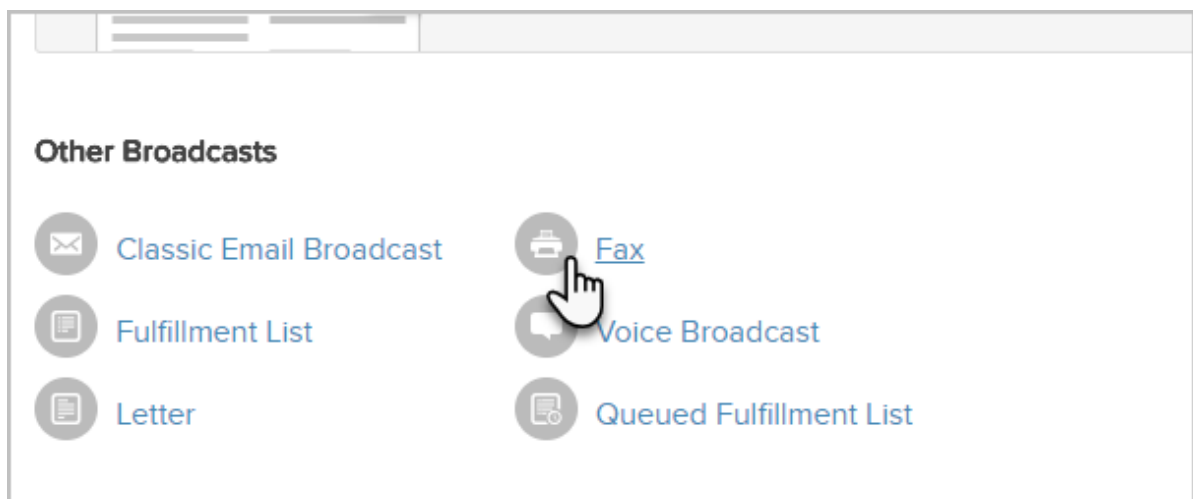 Other Broadcasts
Classic Email Broadcast
Fax
Fulfillment List
Voice Broadcast
Letter
Queued Fulfillment List